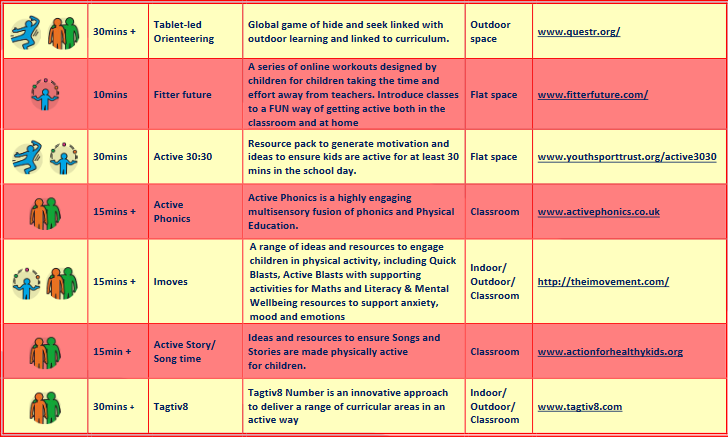 30mins +
Tablet-led
Orienteering
Global game of hide and seek linked with
outdoor learning and linked to curriculum.
Outdoor
space
www.questr.org/
10mins
Fitter future
A series of online workouts designed by
children for children taking the time and
effort away from teachers. Introduce classes
to a FUN way of getting active both in the
classroom and at home
Flat space
www.fitterfuture.com/
30mins
Active 30:30
Resource pack to generate motivation and
ideas to ensure kids are active for at least 30
mins in the school day.
Flat space
www.youthsporttrust.org/active3030
15mins +
Active
Phonics
Active Phonics is a highly engaging
multisensory fusion of phonics and Physical
Education.
Classroom
www.activephonics.co.uk
15mins +
Imoves
A range of ideas and resources to engage
children in physical activity, including Quick
Blasts, Active Blasts with supporting
activities for Maths and Literacy & Mental
Wellbeing resources to support anxiety,
mood and emotions
Indoor/
Outdoor/
Classroom
http://theimovement.com/
15min +
Active Story/
Song time
Ideas and resources to ensure Songs and
Stories are made physically active
for children.
Classroom
www.actionforhealthykids.org
30mins +
Tagtiv8
Tagtiv8 Number is an innovative approach
to deliver a range of curricular areas in an
active way
Indoor/
Outdoor/
Classroom
www.tagtiv8.com